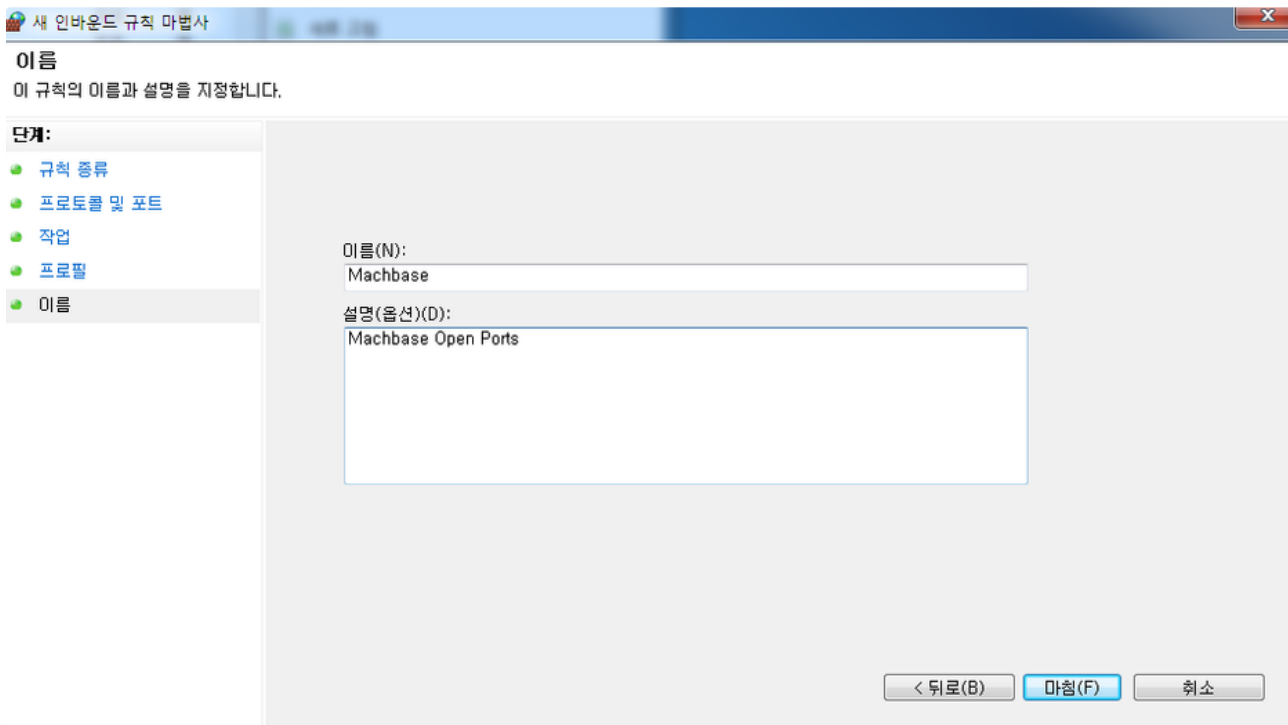 새 인바운드 규칙 마법사
이름
이 규칙의 이름과 설명을 지정합니다.
단계:
규칙 종류
프로토콜 및 포트
작업
프로필
이름
이름(N):
Machbase
설명(옵션)(D):
Machbase Open Ports
< 뒤로(B)
마침(F)
취소